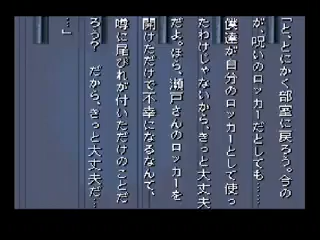 「と、とにかく部室に戻ろう。今の
が、呪いのロッカーだとしても……
僕達が自分のロッカーとして使っ
たわけじゃないから、きっと大丈夫
だよ。ほら、瀬戸さんのロッカーを
開けただけで不幸になるなんて、
噂に尾ひれが付いただけのことだ
ろう？　だから、きっと大丈夫だ…
…」